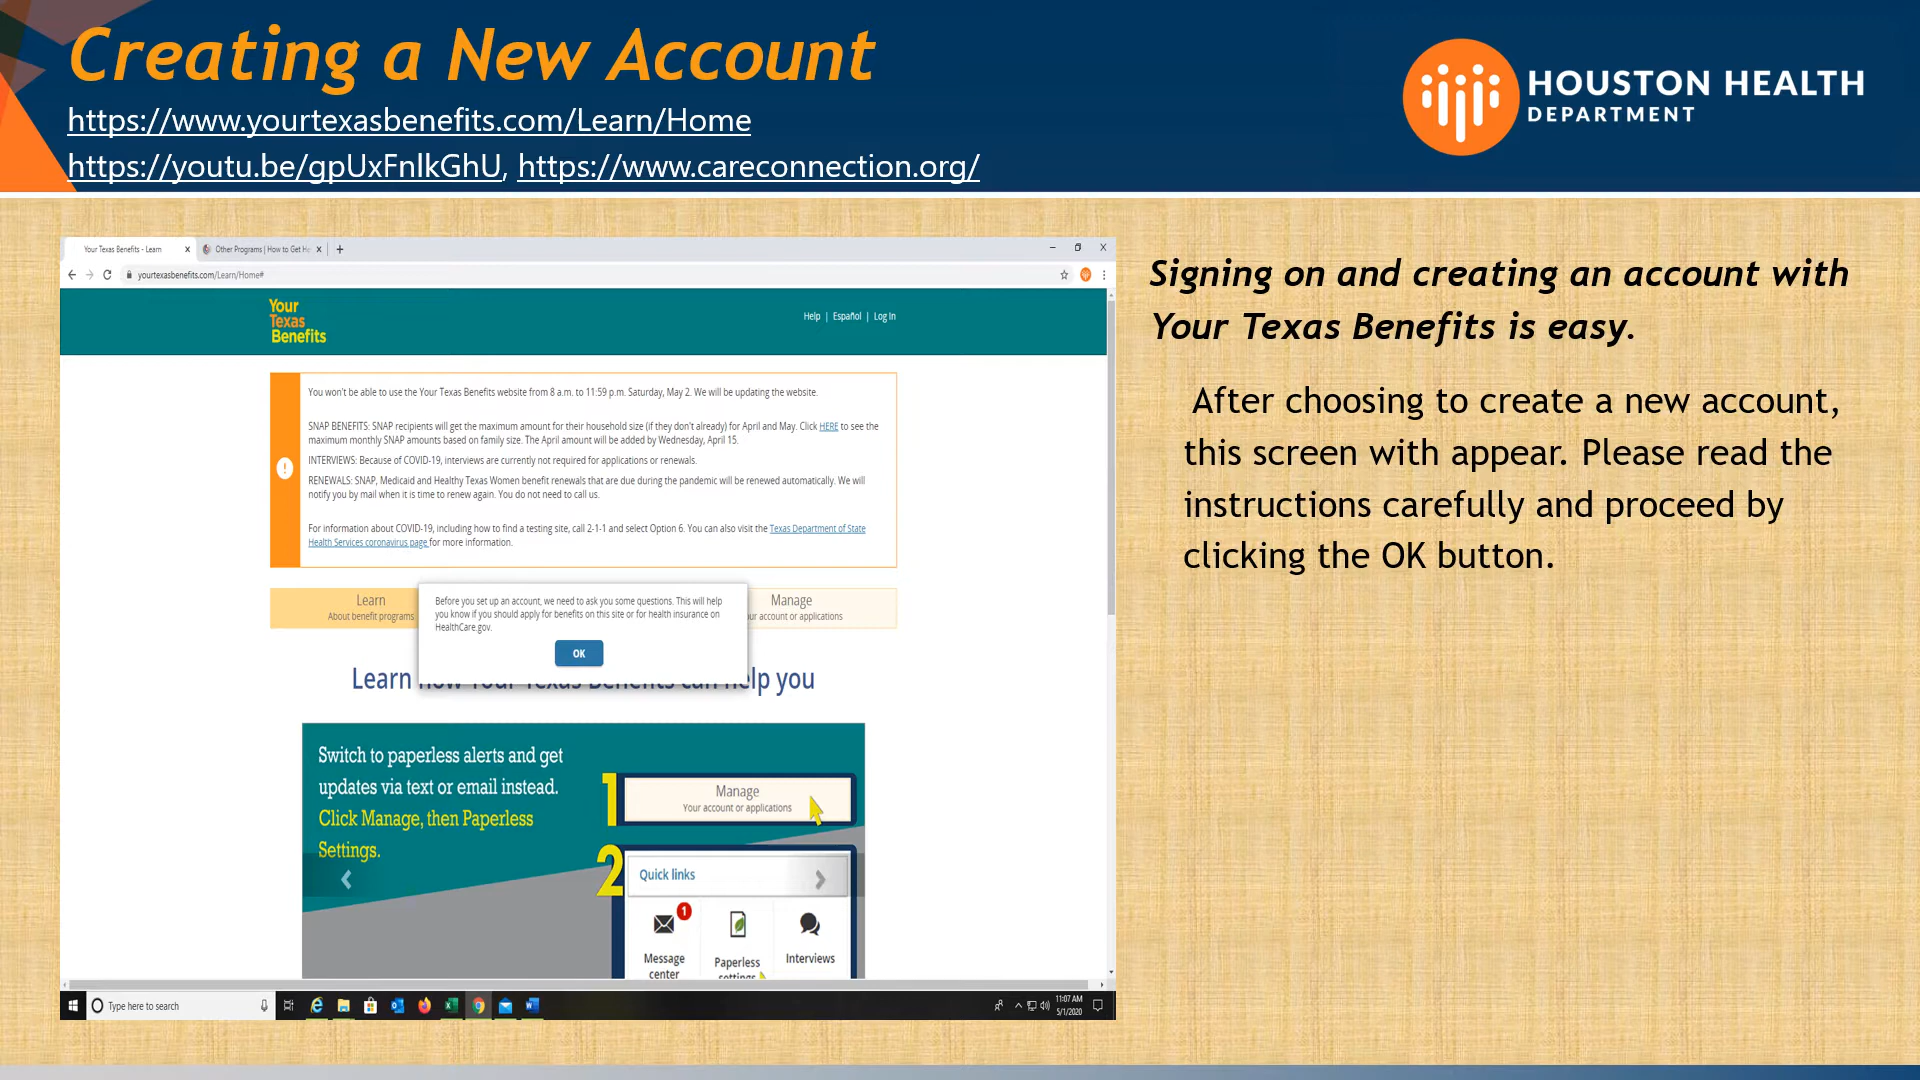 Creating a New Account
https://www.yourtexasbenefits.com/Learn/Home
https://youtu.be/gpUxFnlkGhU, https://www.careconnection.org/
HOUSTON HEALTH
DEPARTMENT
Your Texas Benefits - Learn
Other Programs | How to Get He
yourtexasbenefits.com/Learn/Home#
Your
Texas
Benefits
Help | Español | Log In
You won't be able to use the Your Texas Benefits website from 8 a.m. to 11:59 p.m. Saturday, May 2. We will be updating the website.
SNAP BENEFITS: SNAP recipients will get the maximum amount for their household size (if they don't already) for April and May. Click HERE to see the
maximum monthly SNAP amounts based on family size. The April amount will be added by Wednesday, April 15.
INTERVIEWS: Because of COVID-19, interviews are currently not required for applications or renewals.
RENEWALS: SNAP, Medicaid and Healthy Texas Women benefit renewals that are due during the pandemic will be renewed automatically. We will
notify you by mail when it is time to renew again. You do not need to call us.
For information about COVID-19, including how to find a testing site, call 2-1-1 and select Option 6. You can also visit the Texas Department of State
Health Services coronavirus page for more information.
Learn
About benefit programs
Manage
our account or applications
Before you set up an account, we need to ask you some questions. This will help
you know if you should apply for benefits on this site or for health insurance on
HealthCare.gov.
OK
Learn how Your Texas Benefits can help you
Switch to paperless alerts and get
updates via text or email instead.
Click Manage, then Paperless
Settings.
1
Manage
Your account or applications
2
Quick links
1
Message
center
Paperless
settings
Interviews
Type here to search
11:07 AM
5/1/2020
Signing on and creating an account with
Your Texas Benefits is easy.
After choosing to create a new account,
this screen with appear. Please read the
instructions carefully and proceed by
clicking the OK button.